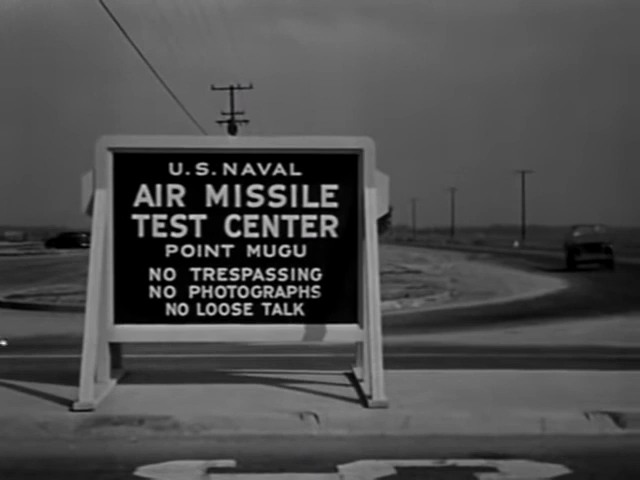 U.S. NAVAL
AIR MISSILE
TEST CENTER
POINT MUGU
NO TRESPASSING
NO PHOTOGRAPHS
NO LOOSE TALK